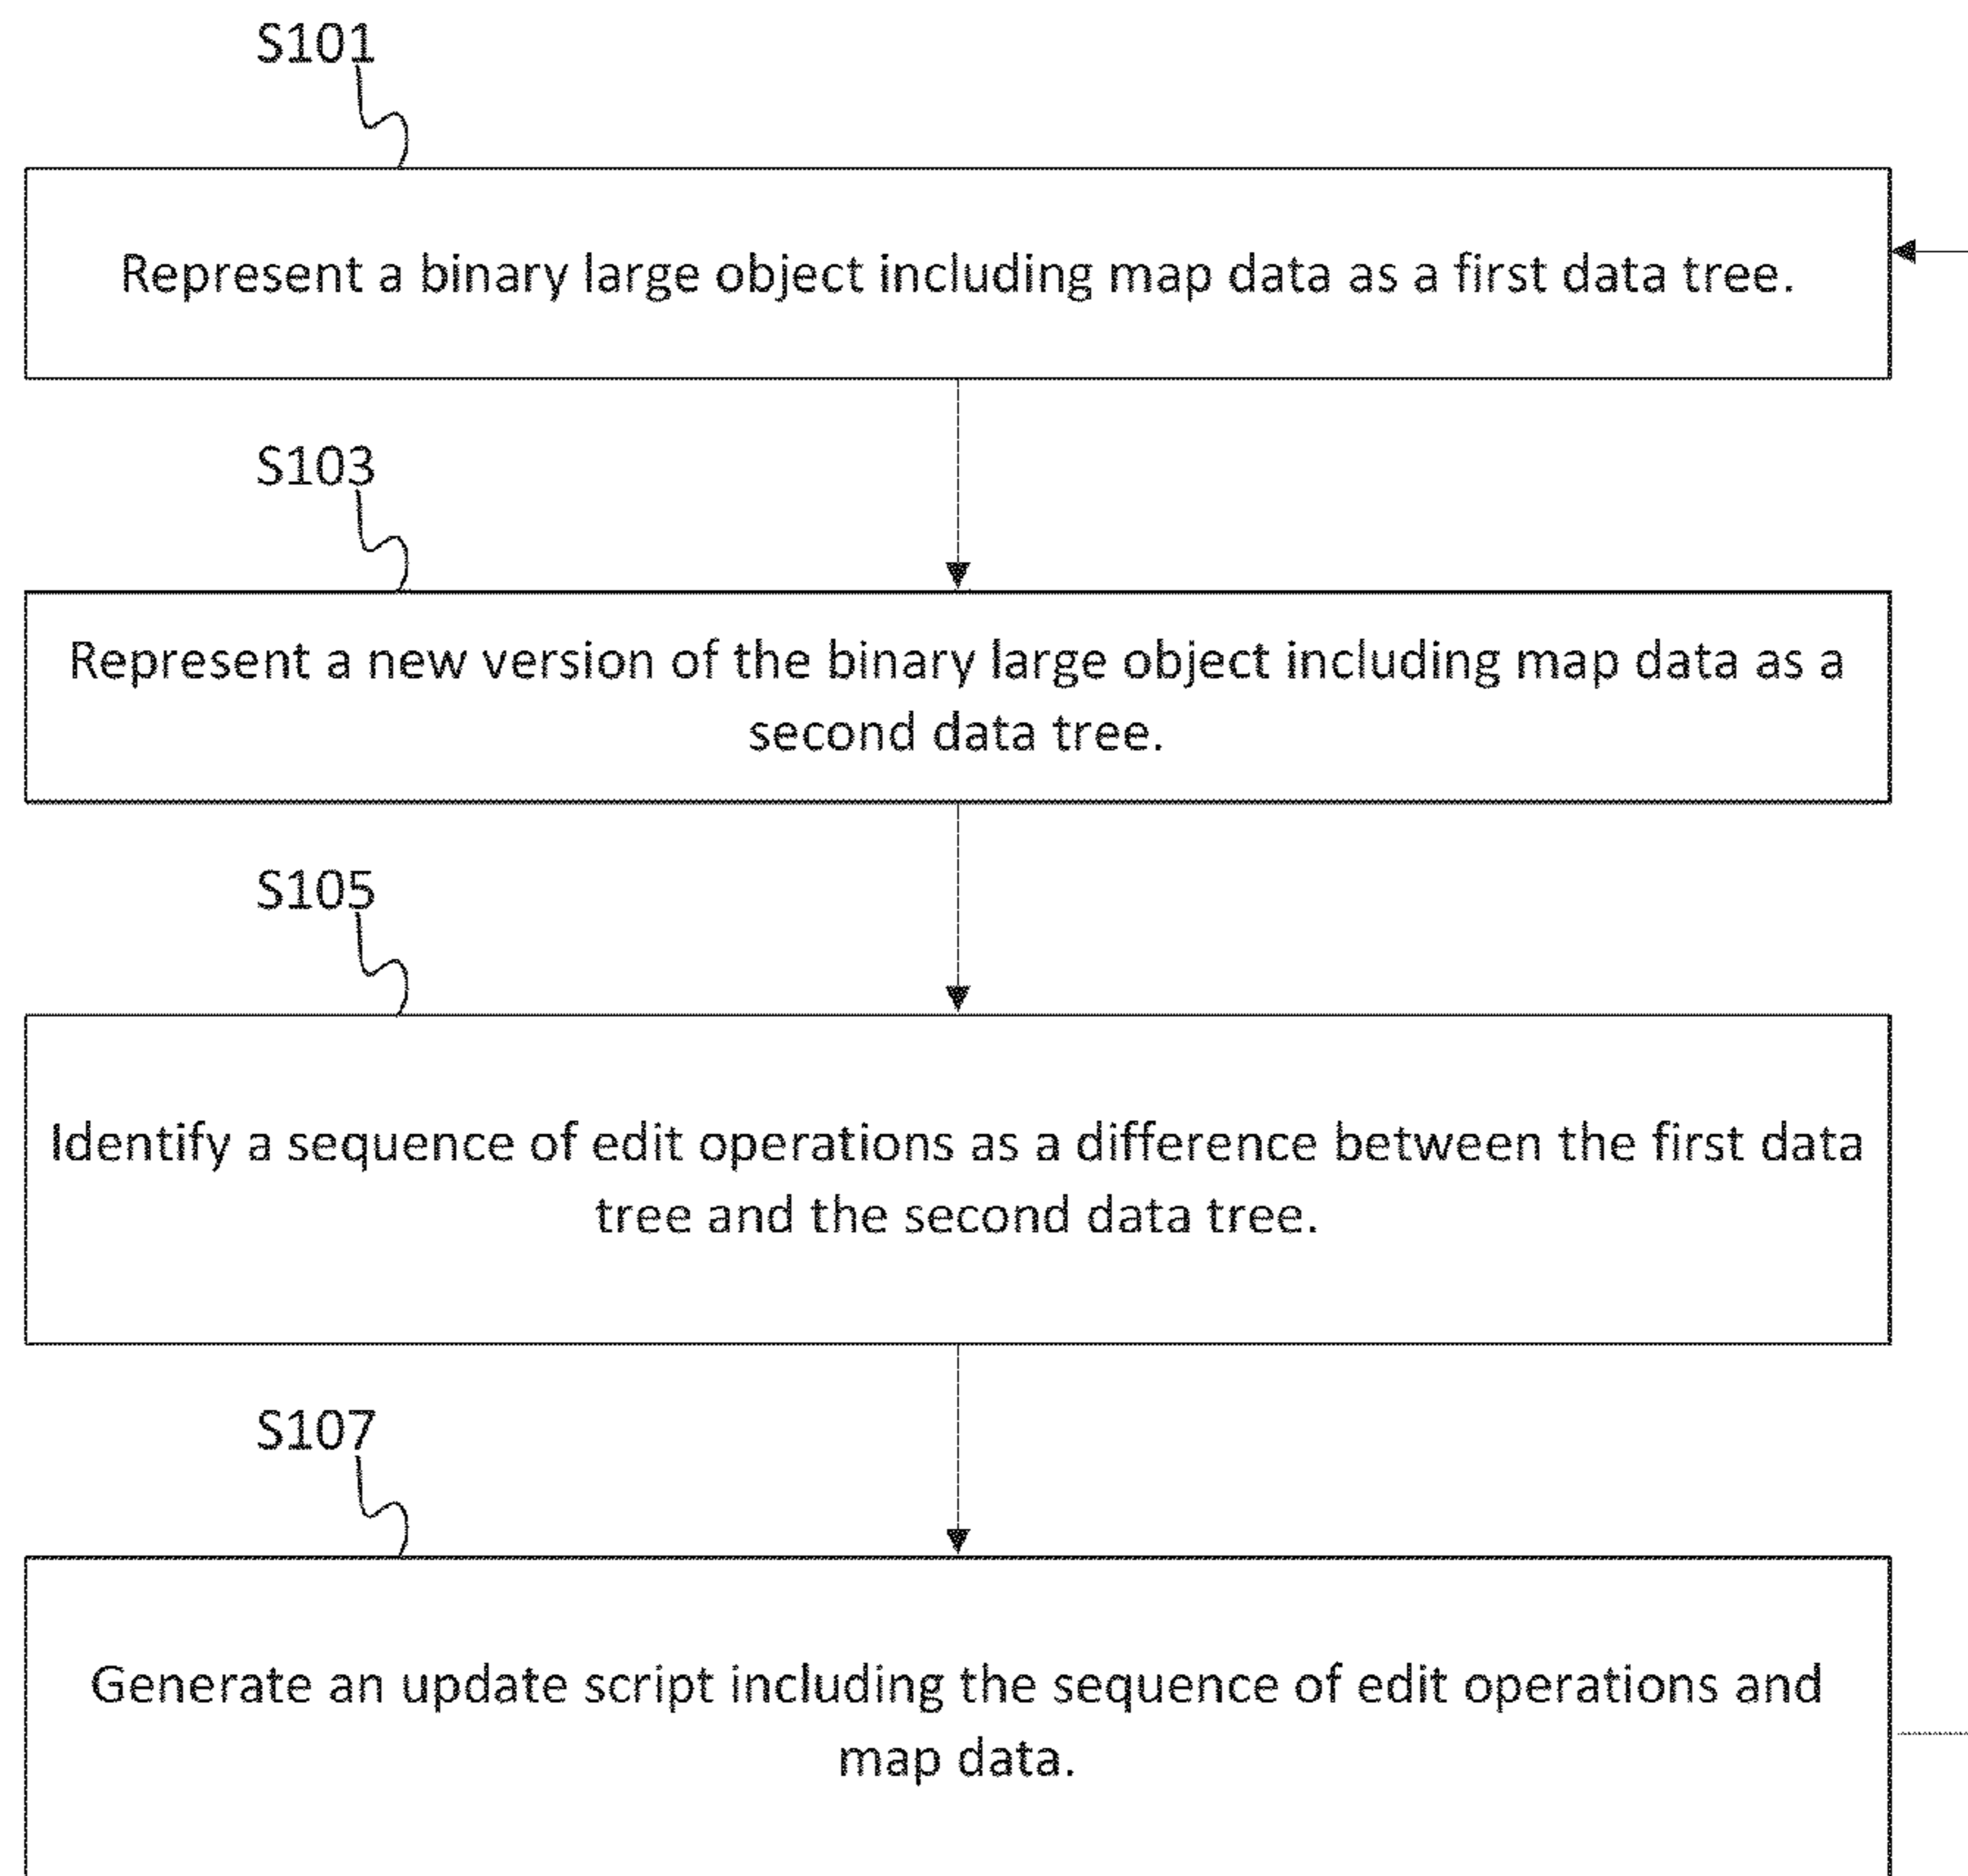 S101
Represent a binary large object including map data as a first data tree.
S103
Represent a new version of the binary large object including map data as a
second data tree.
S105
Identify a sequence of edit operations as a difference between the first data
tree and the second data tree.
S107
Generate an update script including the sequence of edit operations and
map data.